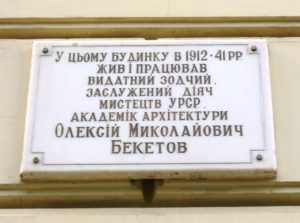 У ЦЬОМУ БУДИНКУ В 1912-41 РР.
ЖИВ І ПРАЦЮВАВ
ВИДАТНИЙ ЗОДЧИЙ,
ЗАСЛУЖЕНИЙ ДІЯЧ
МИСТЕЦТВ УРСР,
АКАДЕМІК АРХІТЕКТУРИ
ОЛЕКСІЙ МИКОЛАЙОВИЧ
БЕКЕТОВ